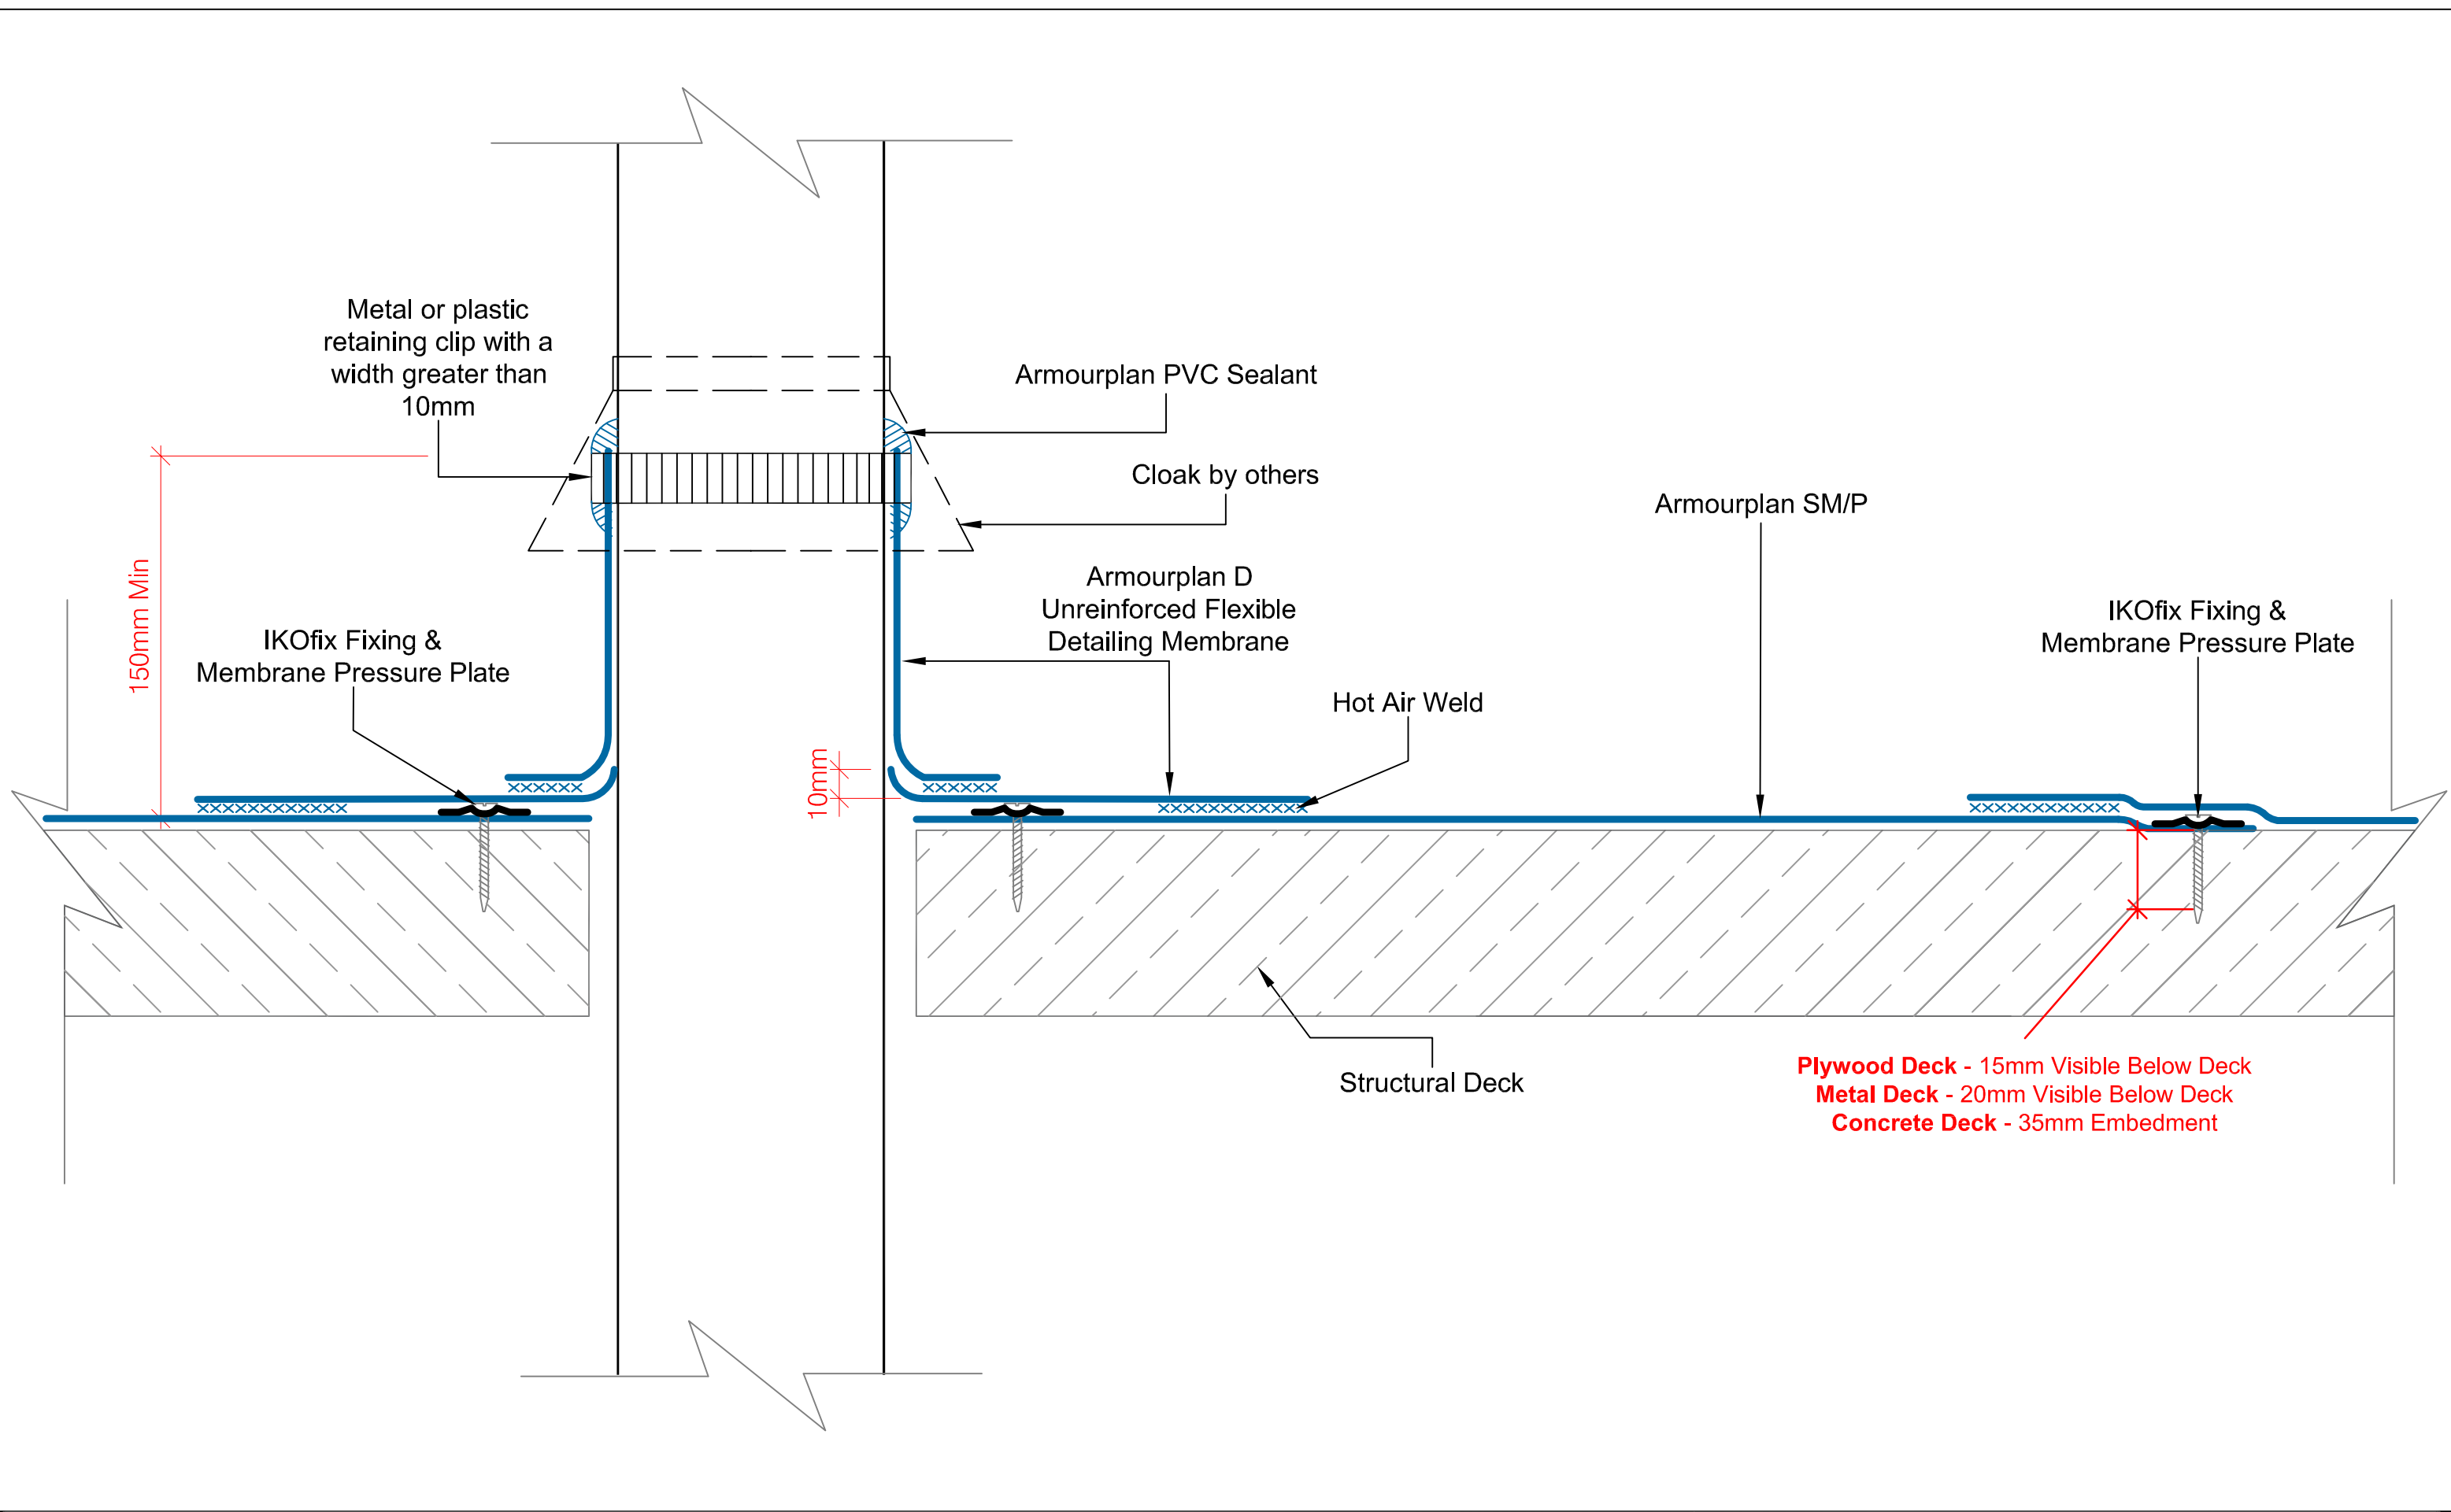 Metal or plastic
retaining clip with a
width greater than
10mm
Armourplan PVC Sealant
Cloak by others
Armourplan SM/P
150mm Min
Armourplan D
Unreinforced Flexible
Detailing Membrane
IKOfix Fixing &
Membrane Pressure Plate
IKOfix Fixing &
Membrane Pressure Plate
Hot Air Weld
10mm
Structural Deck
Plywood Deck - 15mm Visible Below Deck
Metal Deck - 20mm Visible Below Deck
Concrete Deck - 35mm Embedment